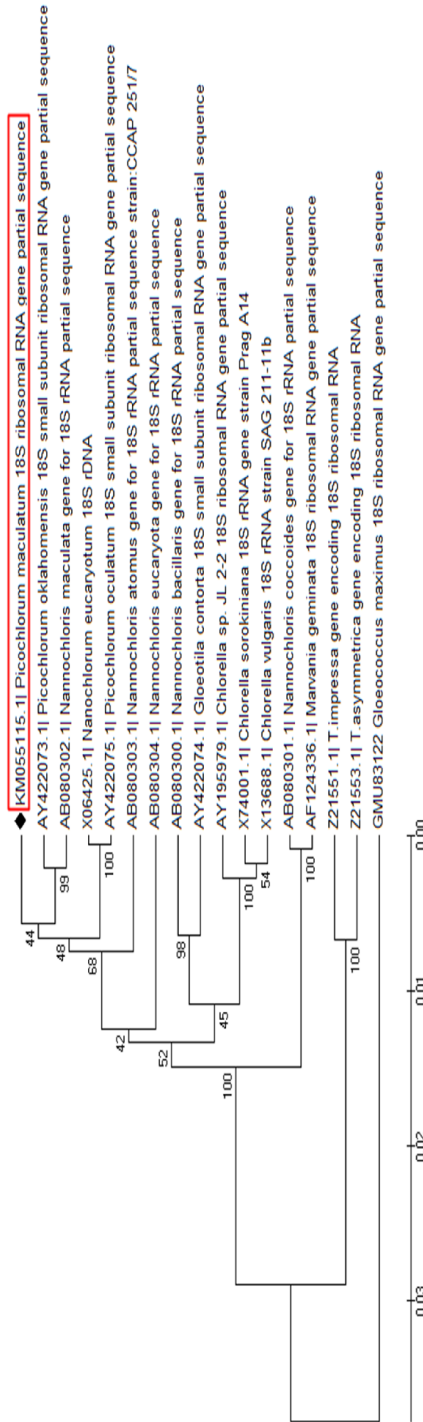 KM055115.1| Picochlorum maculatum 18S ribosomal RNA gene partial sequence
AY422073.1| Picochlorum oklahomensis 18S small subunit ribosomal RNA gene partial sequence
AB080302.1| Nannochloris maculata gene for 18S rRNA partial sequence
X06425.1| Nanochlorum eucaryotum 18S rDNA
AY422075.1| Picochlorum oculatum 18S small subunit ribosomal RNA gene partial sequence
AB080303.1| Nannochloris atomus gene for 18S rRNA partial sequence strain:CCAP 251/7
AB080304.1| Nannochloris eucaryota gene for 18S rRNA partial sequence
AB080300.1| Nannochloris bacillaris gene for 18S rRNA partial sequence
AY422074.1| Gloeotila contorta 18S small subunit ribosomal RNA gene partial sequence
AY195979.1| Chlorella sp. JL 2-2 18S ribosomal RNA gene partial sequence
X74001.1| Chlorella sorokiniana 18S rRNA gene strain Prag A14
X13688.1| Chlorella vulgaris 18S rRNA strain SAG 211-11b
AB080301.1| Nannochloris coccoides gene for 18S rRNA partial sequence
AF124336.1| Marvania geminata 18S ribosomal RNA gene partial sequence
Z21551.1| T.impressa gene encoding 18S ribosomal RNA
Z21553.1| T.asymmetrica gene encoding 18S ribosomal RNA
GMU83122 Gloeococcus maximus 18S ribosomal RNA gene partial sequence
99
44
48
100
68
42
98
52
45
100
54
100
100
100
0.03
0.02
0.01
0.00